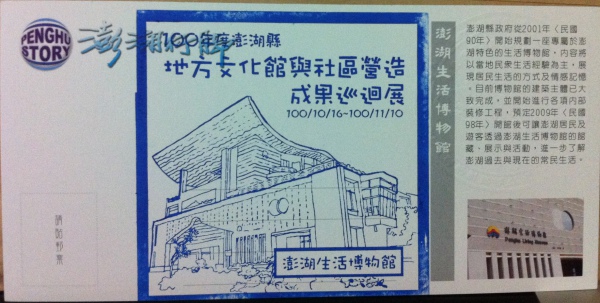 PENGHU
STORY
澎湖行腳
100年度澎湖縣
地方文化館與社區營造
成果巡迴展
100/10/16~100/11/10
澎湖生活博物館
請貼郵票
澎湖生活博物館
澎湖縣政府從2001年〈民國
90年〉開始規劃一座專屬於澎
湖特色的生活博物館，內容將
以當地民眾生活經驗為主，展
現居民生活的方式及情感記憶
。目前博物館的建築主體已大
致完成，並開始進行各項內部
裝修工程，預定2009年〈民國
98年〉開館後可讓澎湖居民及
遊客透過澎湖生活博物館的館
藏、展示與活動，進一步了解
澎湖過去與現在的常民生活。
澎湖生活博物館
Penghu Living Museum